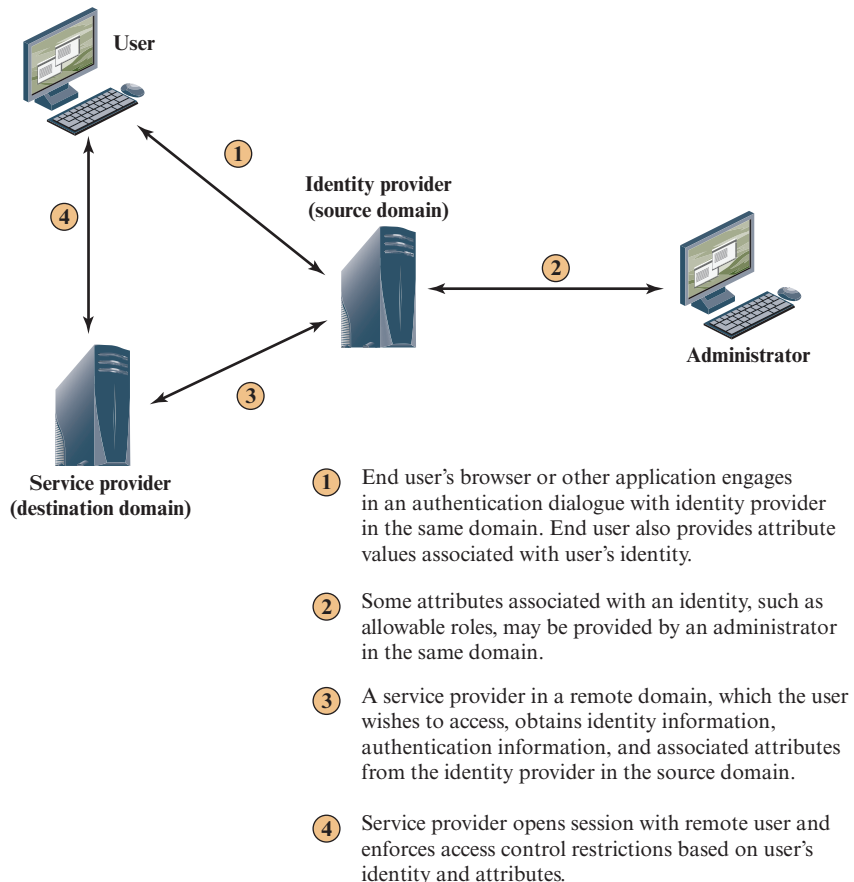 User
1
Identity provider
(source domain)
4
2
Administrator
3
Service provider
(destination domain)
1 End user’s browser or other application engages
in an authentication dialogue with identity provider
in the same domain. End user also provides attribute
values associated with user’s identity.
2 Some attributes associated with an identity, such as
allowable roles, may be provided by an administrator
in the same domain.
3 A service provider in a remote domain, which the user
wishes to access, obtains identity information,
authentication information, and associated attributes
from the identity provider in the source domain.
4 Service provider opens session with remote user and
enforces access control restrictions based on user’s
identity and attributes.